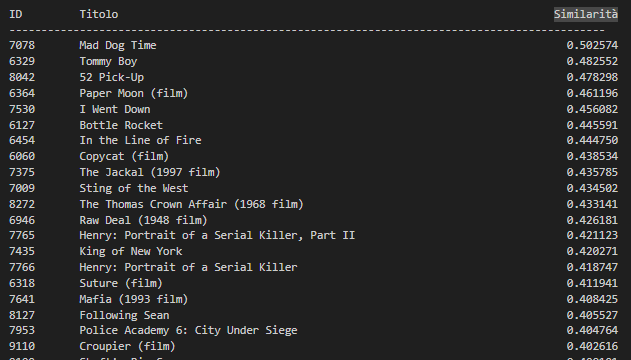 ID Titolo Similarità
--------------------------------------------------------------------------------------------
7078 Mad Dog Time 0.502574
6329 Tommy Boy 0.482552
8042 52 Pick-Up 0.478298
6364 Paper Moon (film) 0.461196
7530 I Went Down 0.456082
6127 Bottle Rocket 0.445591
6454 In the Line of Fire 0.444750
6060 Copycat (film) 0.438534
7375 The Jackal (1997 film) 0.435785
7009 Sting of the West 0.434502
8272 The Thomas Crown Affair (1968 film) 0.433141
6946 Raw Deal (1948 film) 0.426181
7765 Henry: Portrait of a Serial Killer, Part II 0.421123
7435 King of New York 0.420271
7766 Henry: Portrait of a Serial Killer 0.418747
6318 Suture (film) 0.411941
7641 Mafia (1993 film) 0.408425
8127 Following Sean 0.405527
7953 Police Academy 6: City Under Siege 0.404764
9110 Croupier (film) 0.402616